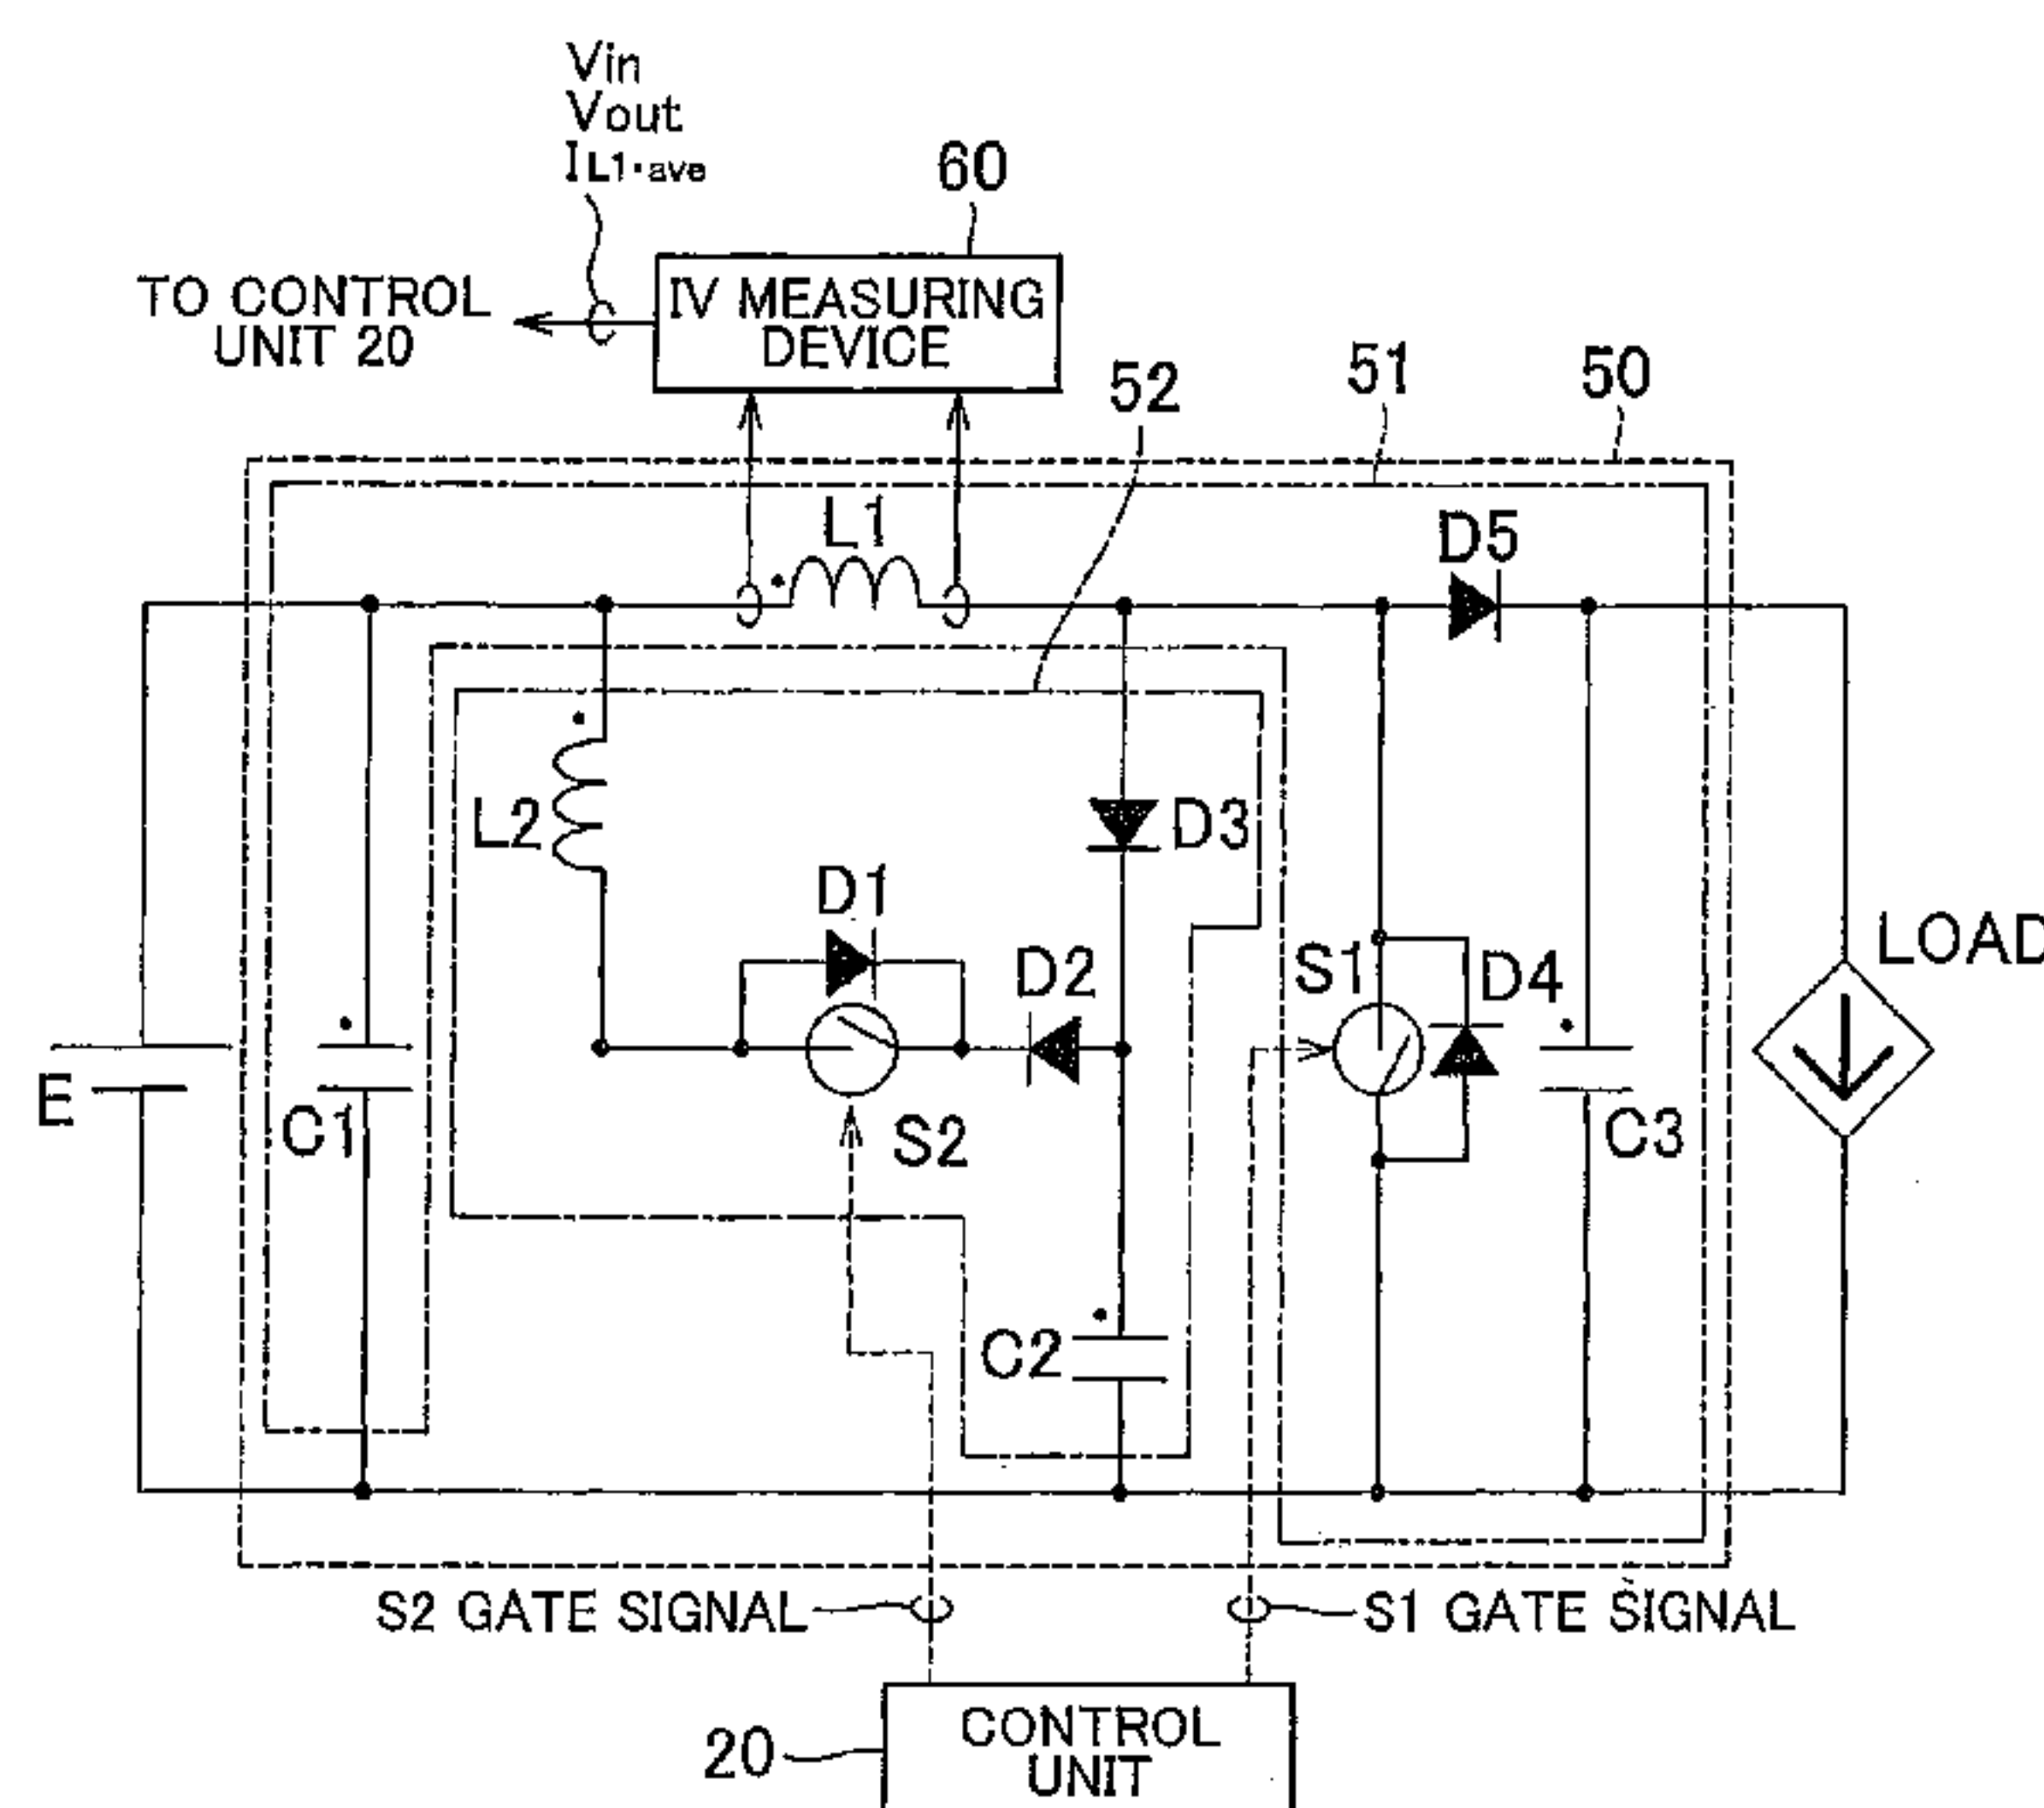 Vin
Vout
IL1·ave
60
TO CONTROL
UNIT 20
IV MEASURING
DEVICE
52
51
50
L1
D5
L2
D3
D1
D2
S1
D4
LOAD
E
C1
S2
C3
C2
S2 GATE SIGNAL
S1 GATE SIGNAL
20
CONTROL
UNIT